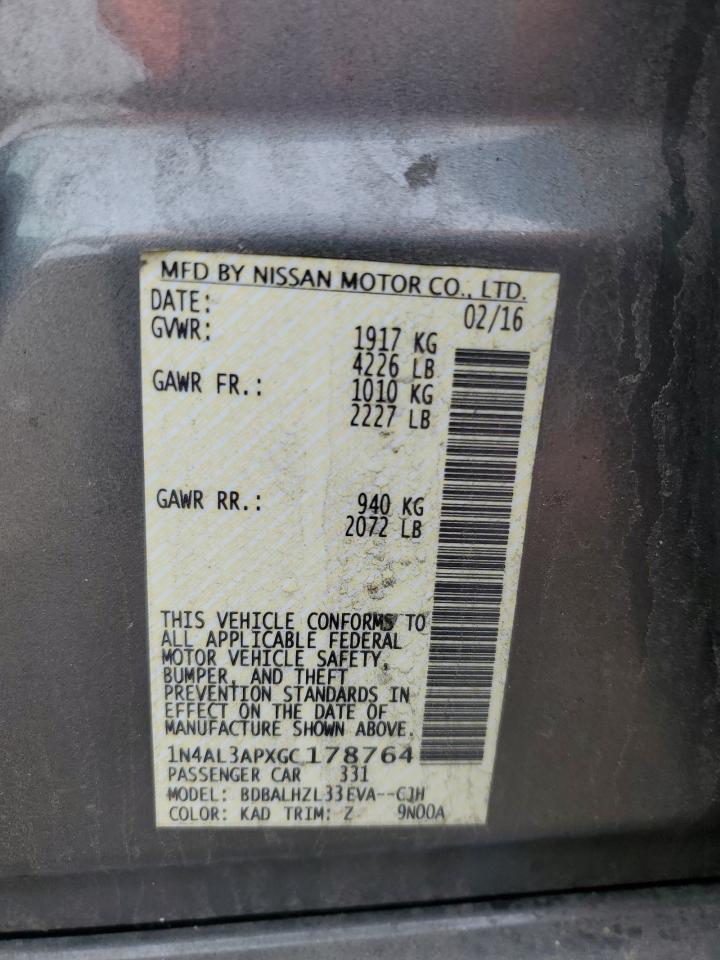 MFD BY NISSAN MOTOR CO., LTD.
DATE: 02/16
GVWR: 1917 KG
4226 LB
GAWR FR.: 1010 KG
2227 LB
GAWR RR.: 940 KG
2072 LB
THIS VEHICLE CONFORMS TO
ALL APPLICABLE FEDERAL
MOTOR VEHICLE SAFETY,
BUMPER, AND THEFT
PREVENTION STANDARDS IN
EFFECT ON THE DATE OF
MANUFACTURE SHOWN ABOVE.
1N4AL3APXGC178764
PASSENGER CAR 331
MODEL: BDBALHZL33EVA--CJH
COLOR: KAD TRIM: Z 9N00A